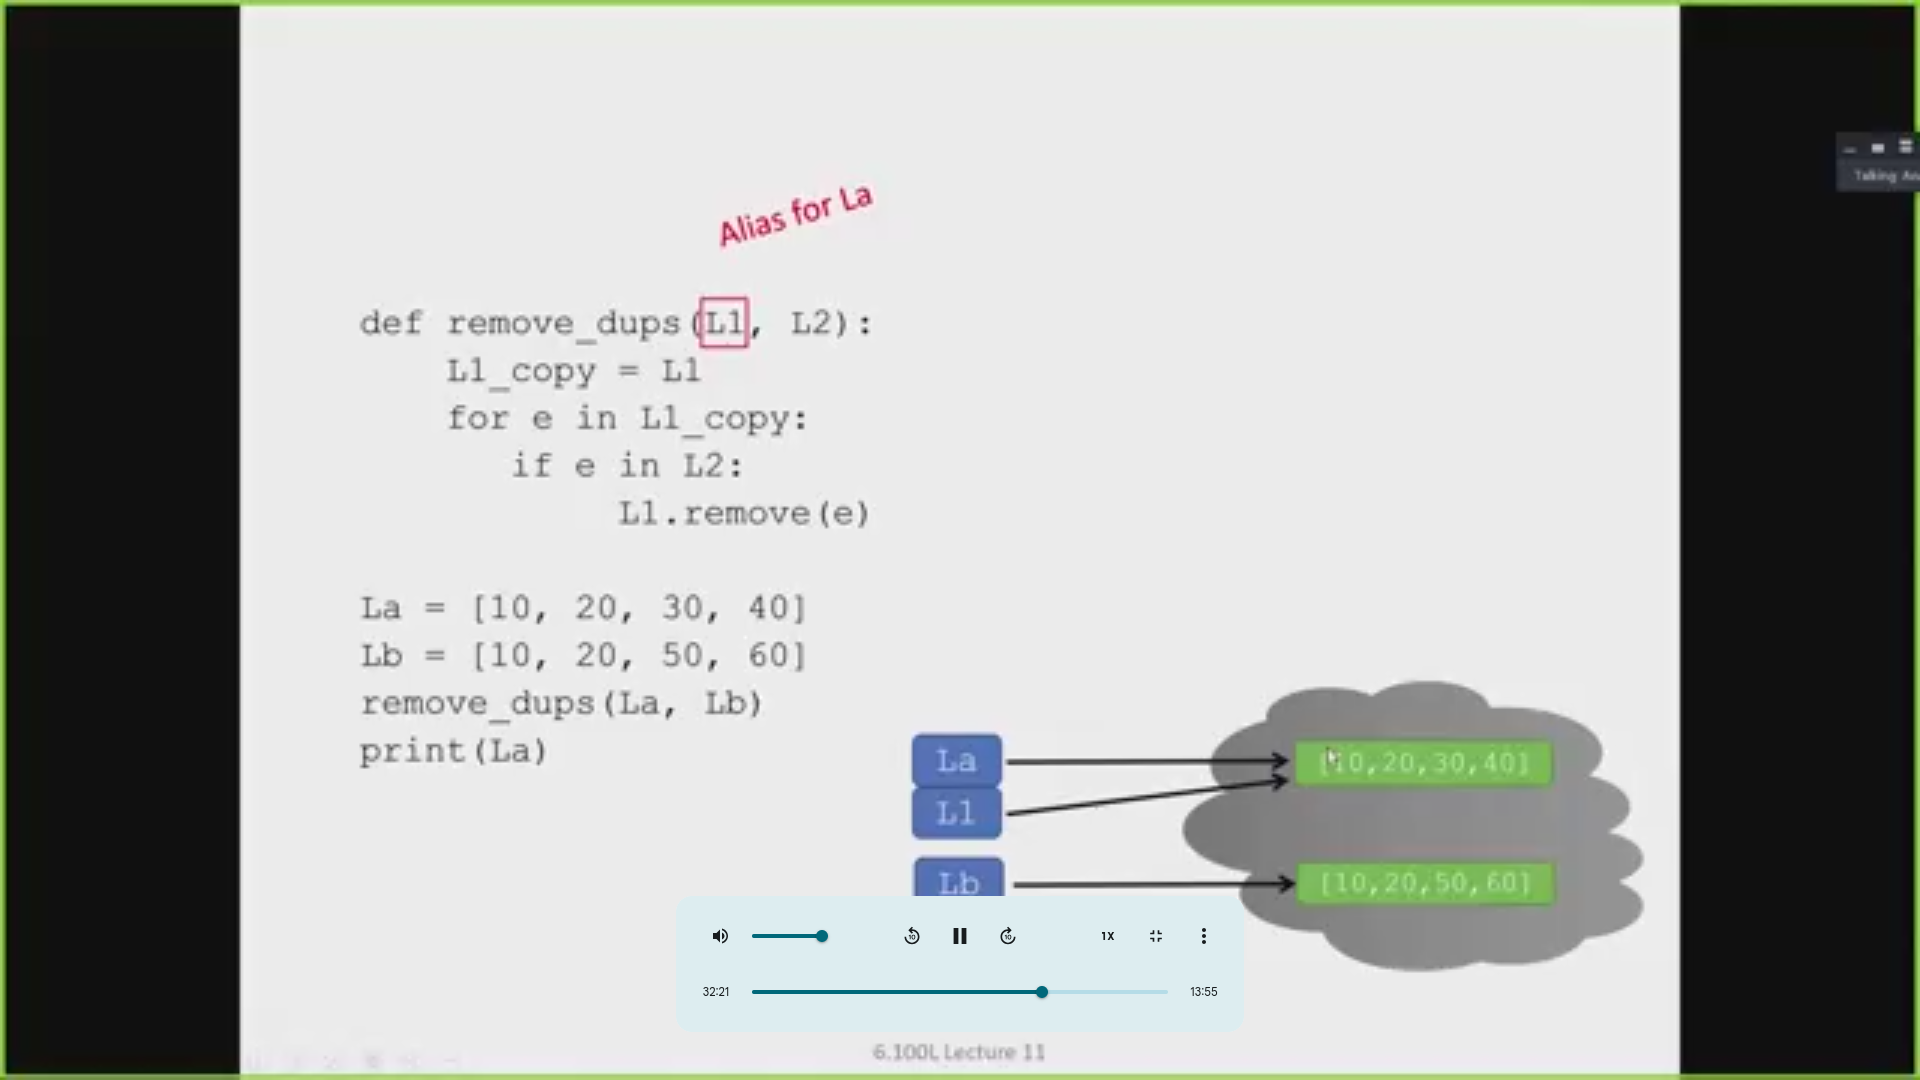 Talking: An
Alias for La
def remove_dups(L1, L2):
L1_copy = L1
for e in L1_copy:
if e in L2:
L1.remove(e)
La = [10, 20, 30, 40]
Lb = [10, 20, 50, 60]
remove_dups(La, Lb)
print(La)
La
[10,20,30,40]
L1
Lb
[10,20,50,60]
10
10
1X
32:21
13:55
6.100L Lecture 11